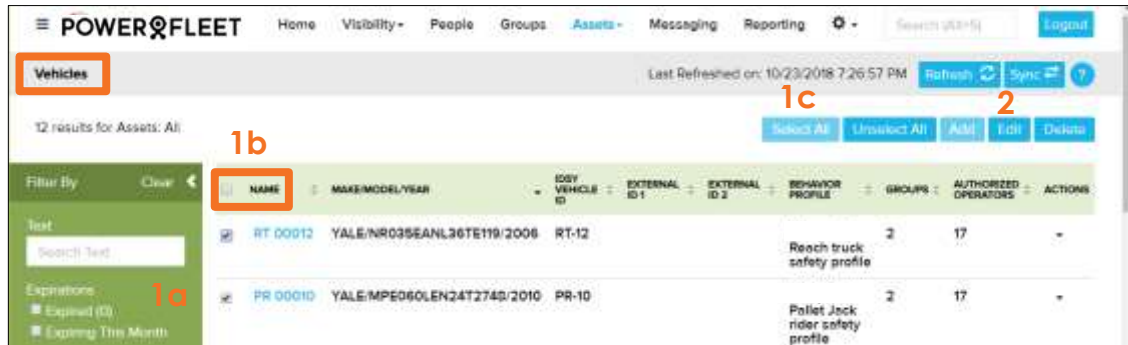 ≡ POWERFLEET Home Visibility People Groups Assets Messaging Reporting Search (Alt+S) Logout
Vehicles Last Refreshed on: 10/23/2018 7:26:57 PM Refresh Sync ?
1c 2
12 results for Assets: All Select All Unselect All Add Edit Delete
1b
Filter By Clear NAME MAKE/MODEL/YEAR VEHICLE ID EXTERNAL ID 1 EXTERNAL ID 2 BEHAVIOR PROFILE GROUPS AUTHORIZED OPERATORS ACTIONS
Text
Search Text
RT 00012 YALE/NR035EANL36TE119/2006 RT-12 Reach truck safety profile 2 17
Expirations
1a
Expired (0)
Expiring This Month
PR 00010 YALE/MPE060LEN24T2748/2010 PR-10 Pallet Jack rider safety profile 2 17